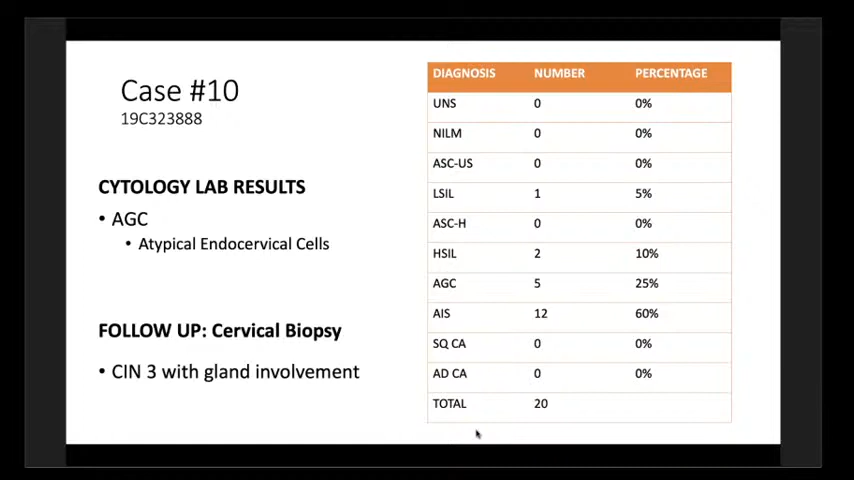 Case #10
19C323888
CYTOLOGY LAB RESULTS
• AGC
• Atypical Endocervical Cells
FOLLOW UP: Cervical Biopsy
• CIN 3 with gland involvement
DIAGNOSIS NUMBER PERCENTAGE
UNS 0 0%
NILM 0 0%
ASC-US 0 0%
LSIL 1 5%
ASC-H 0 0%
HSIL 2 10%
AGC 5 25%
AIS 12 60%
SQ CA 0 0%
AD CA 0 0%
TOTAL 20